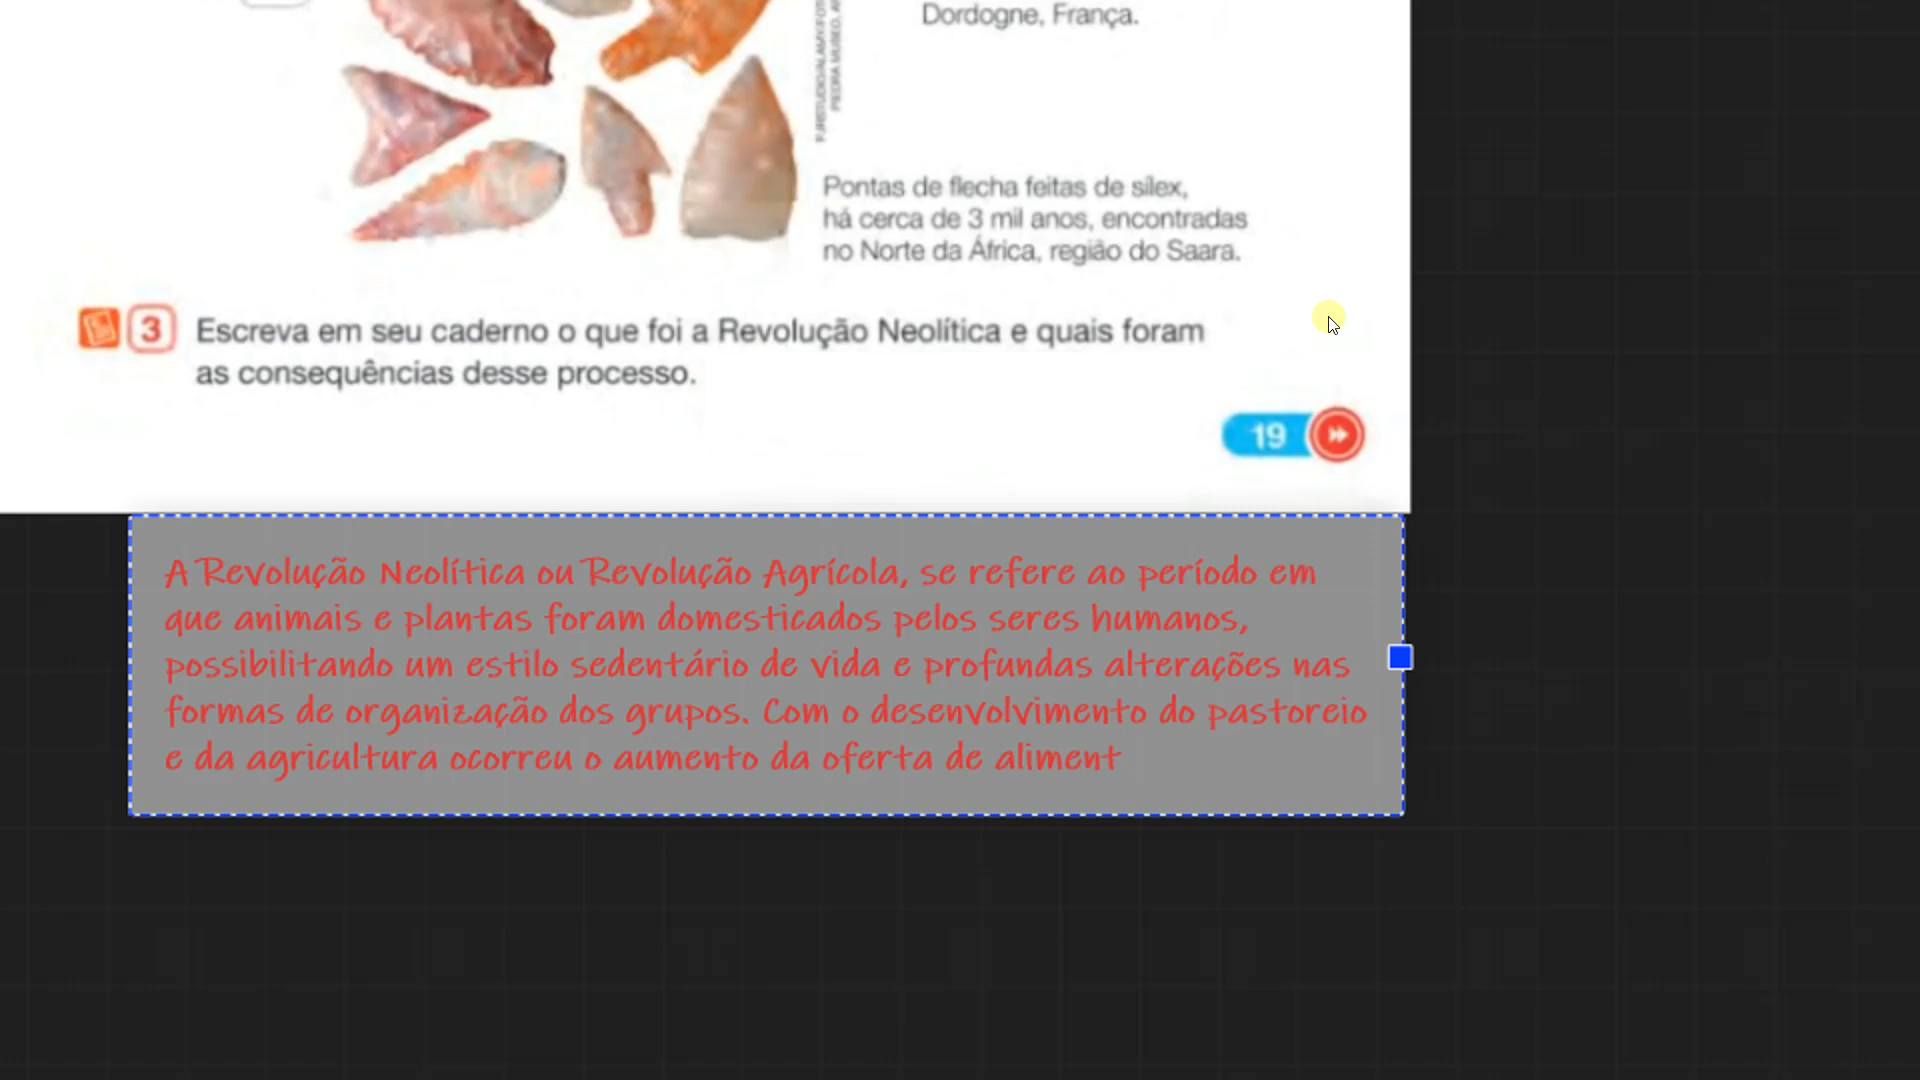 Dordogne, França.
Pontas de flecha feitas de sílex,
há cerca de 3 mil anos, encontradas
no Norte da África, região do Saara.
3 Escreva em seu caderno o que foi a Revolução Neolítica e quais foram
as consequências desse processo.
19
A Revolução Neolítica ou Revolução Agrícola, se refere ao período em
que animais e plantas foram domesticados pelos seres humanos,
possibilitando um estilo sedentário de vida e profundas alterações nas
formas de organização dos grupos. Com o desenvolvimento do pastoreio
e da agricultura ocorreu o aumento da oferta de aliment